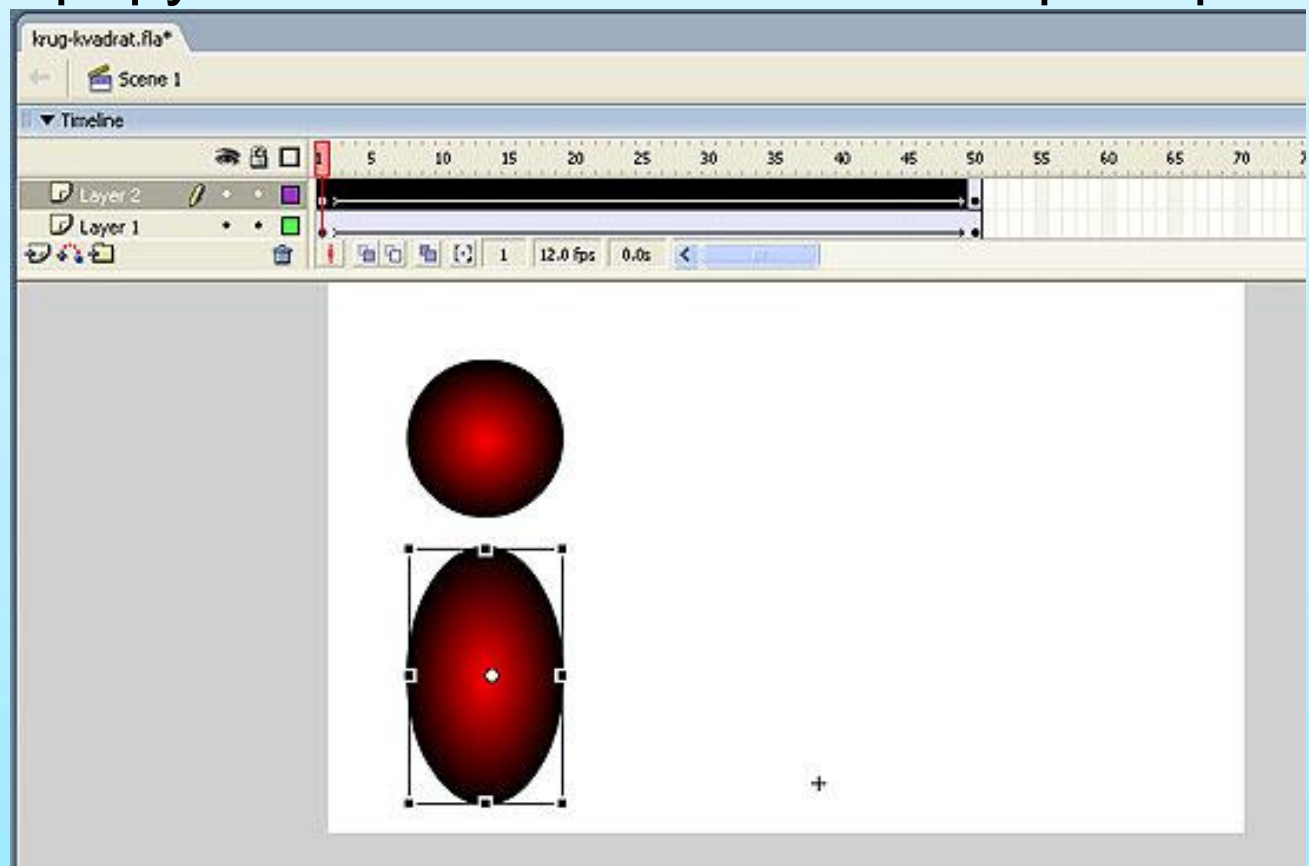 krug-kvadrat.fla*
Scene 1
Timeline
1 5 10 15 20 25 30 35 40 45 50 55 60 65 70
Layer 2
Layer 1
1 12.0 fps 0.0s